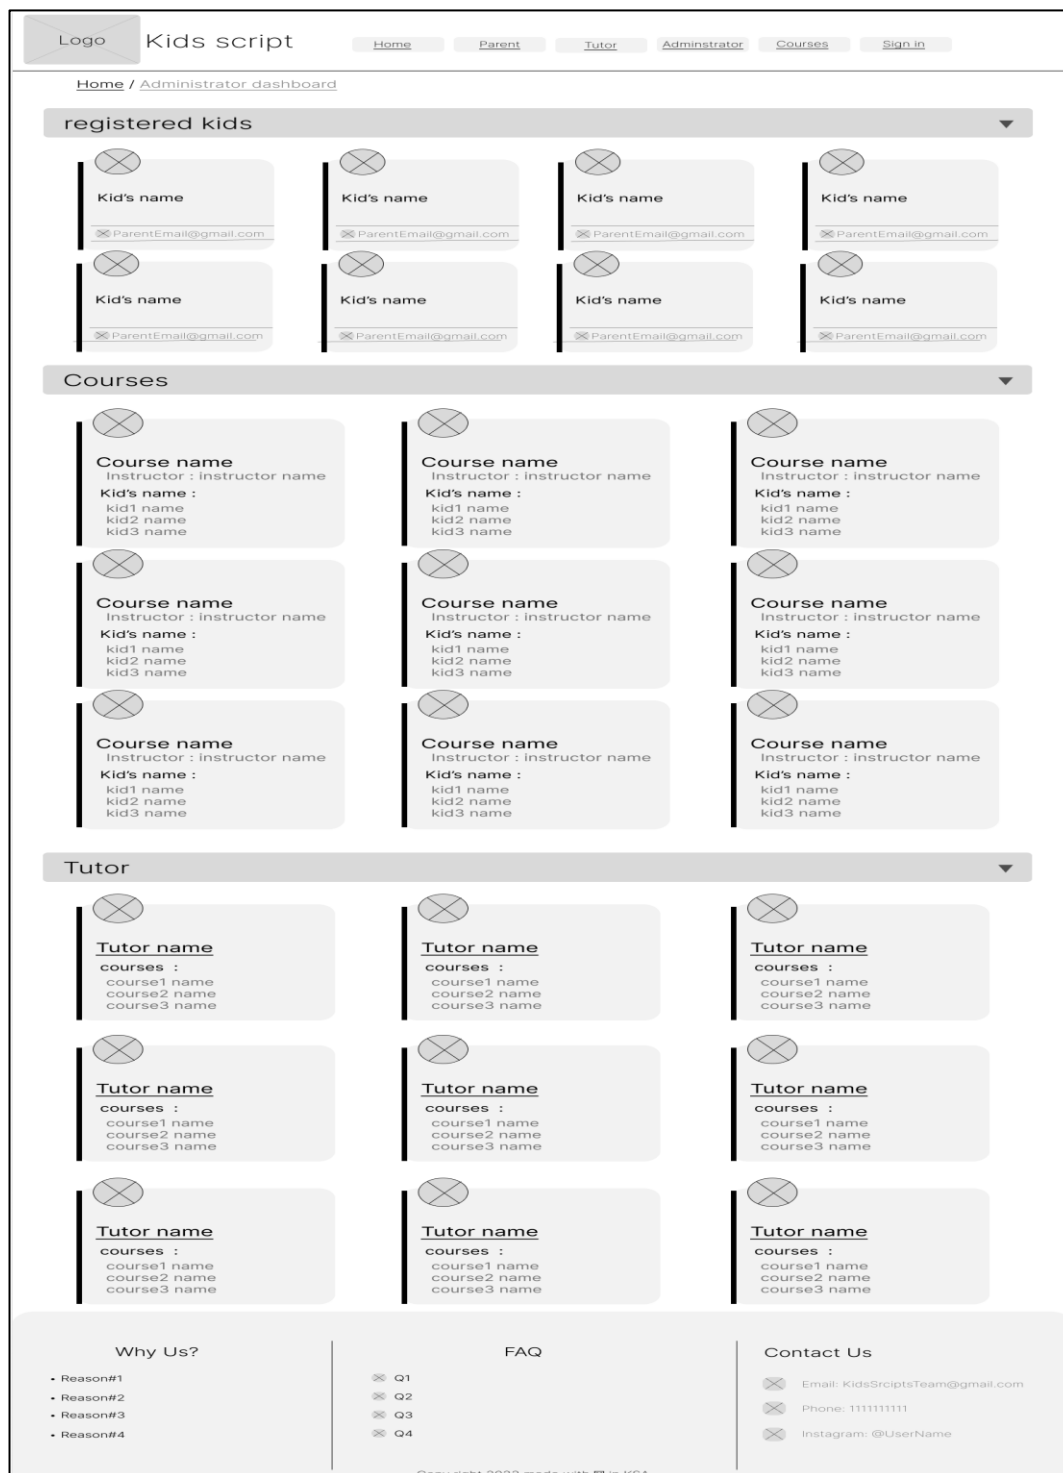 Logo Kids script Home Parent Tutor Adminstrator Courses Sign in
Home / Administrator dashboard
registered kids
Kid's name Kid's name Kid's name Kid's name
ParentEmail@gmail.com ParentEmail@gmail.com ParentEmail@gmail.com ParentEmail@gmail.com
Kid's name Kid's name Kid's name Kid's name
ParentEmail@gmail.com ParentEmail@gmail.com ParentEmail@gmail.com ParentEmail@gmail.com
Courses
Course name Course name Course name
Instructor : instructor name Instructor : instructor name Instructor : instructor name
Kid's name : Kid's name : Kid's name :
kid1 name kid1 name kid1 name
kid2 name kid2 name kid2 name
kid3 name kid3 name kid3 name
Course name Course name Course name
Instructor : instructor name Instructor : instructor name Instructor : instructor name
Kid's name : Kid's name : Kid's name :
kid1 name kid1 name kid1 name
kid2 name kid2 name kid2 name
kid3 name kid3 name kid3 name
Course name Course name Course name
Instructor : instructor name Instructor : instructor name Instructor : instructor name
Kid's name : Kid's name : Kid's name :
kid1 name kid1 name kid1 name
kid2 name kid2 name kid2 name
kid3 name kid3 name kid3 name
Tutor
Tutor name Tutor name Tutor name
courses : courses : courses :
course1 name course1 name course1 name
course2 name course2 name course2 name
course3 name course3 name course3 name
Tutor name Tutor name Tutor name
courses : courses : courses :
course1 name course1 name course1 name
course2 name course2 name course2 name
course3 name course3 name course3 name
Tutor name Tutor name Tutor name
courses : courses : courses :
course1 name course1 name course1 name
course2 name course2 name course2 name
course3 name course3 name course3 name
Why Us? FAQ Contact Us
• Reason#1 Q1 Email: KidsSrciptsTeam@gmail.com
• Reason#2 Q2
• Reason#3 Q3 Phone: 1111111111
• Reason#4 Q4 Instagram: @UserName